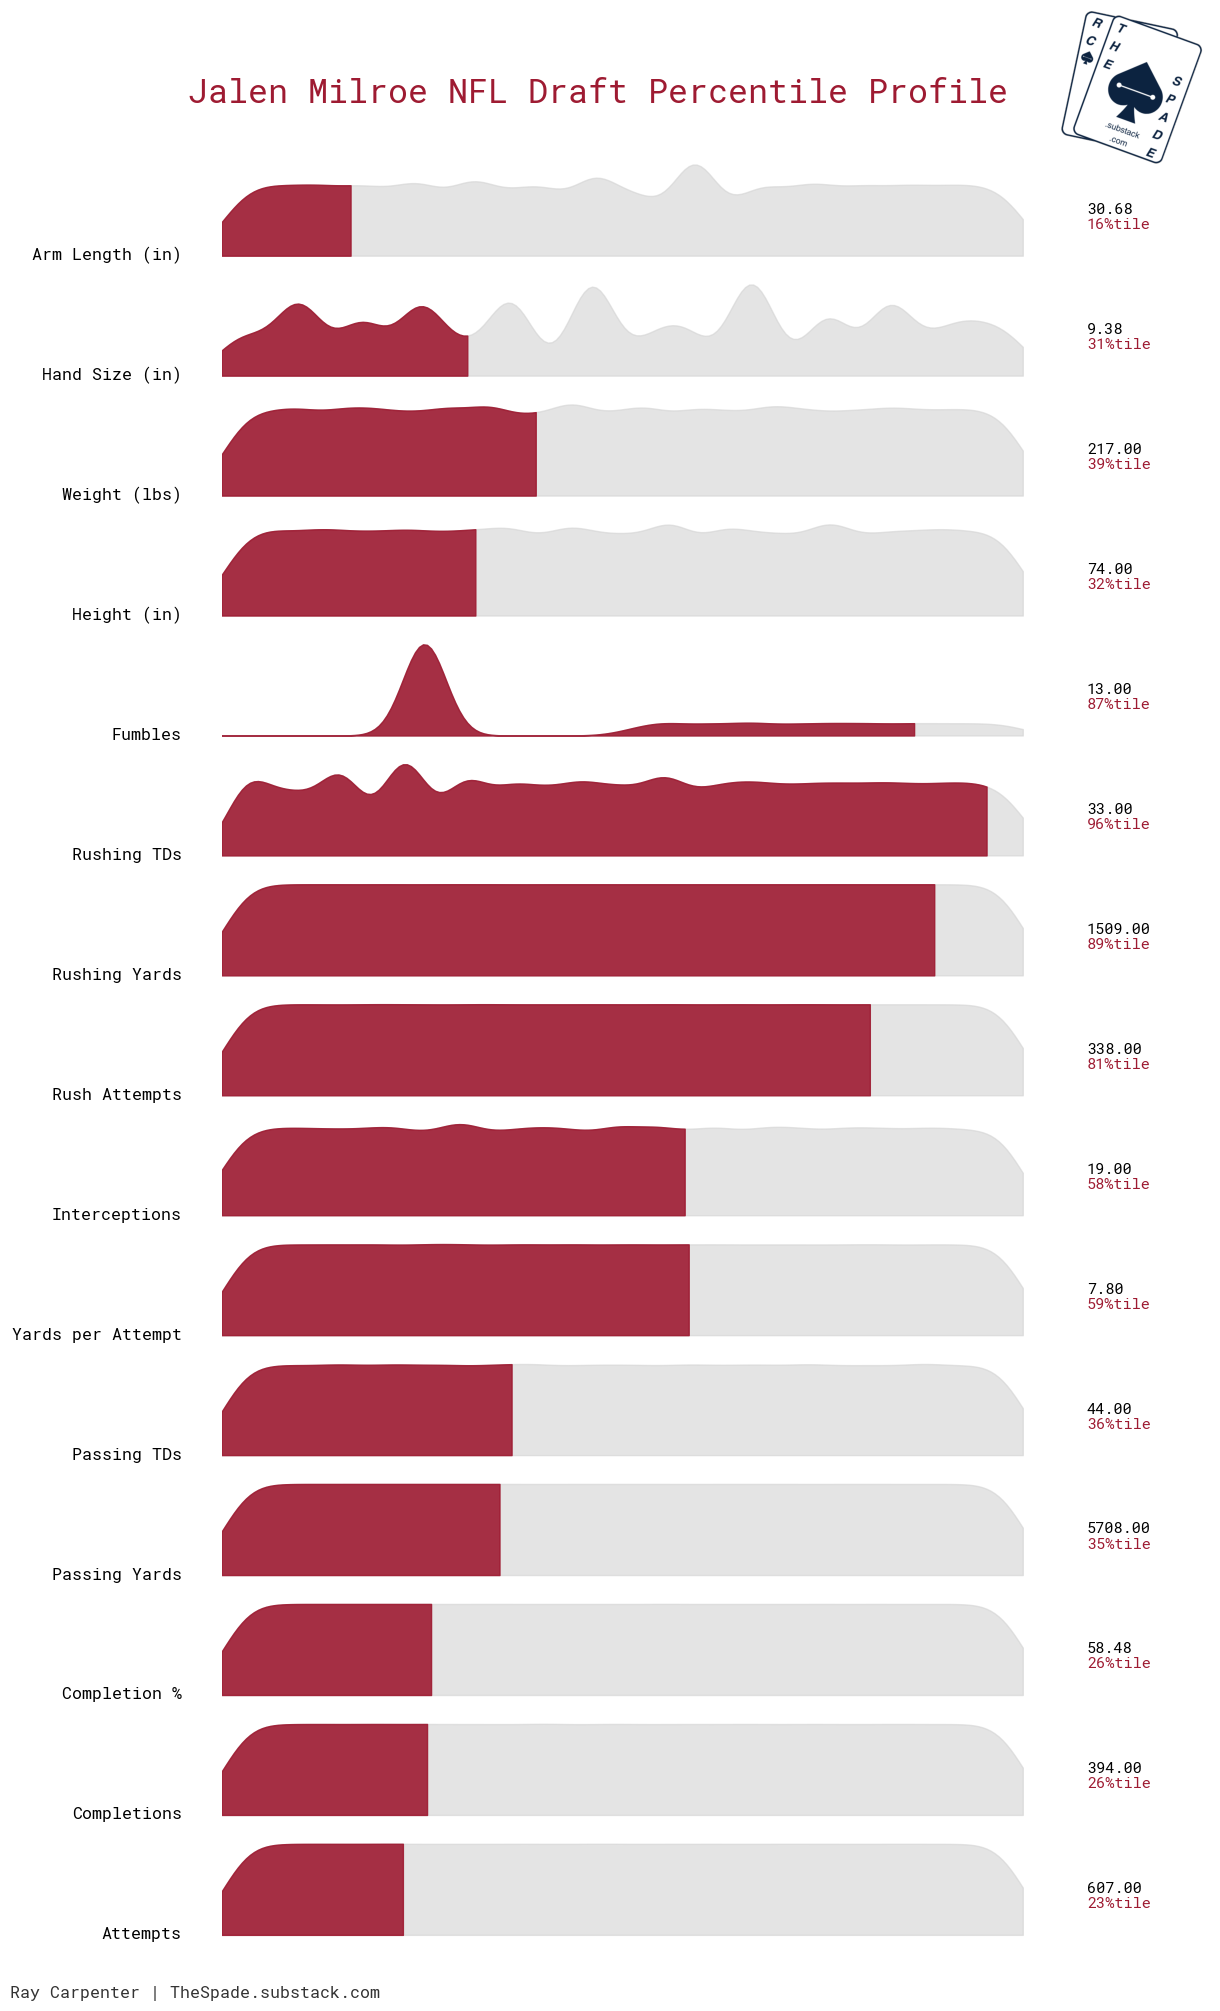 Jalen Milroe NFL Draft Percentile Profile
RC
THE
SPADE
.substack
.com
Arm Length (in)
30.68
16%tile
Hand Size (in)
9.38
31%tile
Weight (lbs)
217.00
39%tile
Height (in)
74.00
32%tile
Fumbles
13.00
87%tile
Rushing TDs
33.00
96%tile
Rushing Yards
1509.00
89%tile
Rush Attempts
338.00
81%tile
Interceptions
19.00
58%tile
Yards per Attempt
7.80
59%tile
Passing TDs
44.00
36%tile
Passing Yards
5708.00
35%tile
Completion %
58.48
26%tile
Completions
394.00
26%tile
Attempts
607.00
23%tile
Ray Carpenter | TheSpade.substack.com